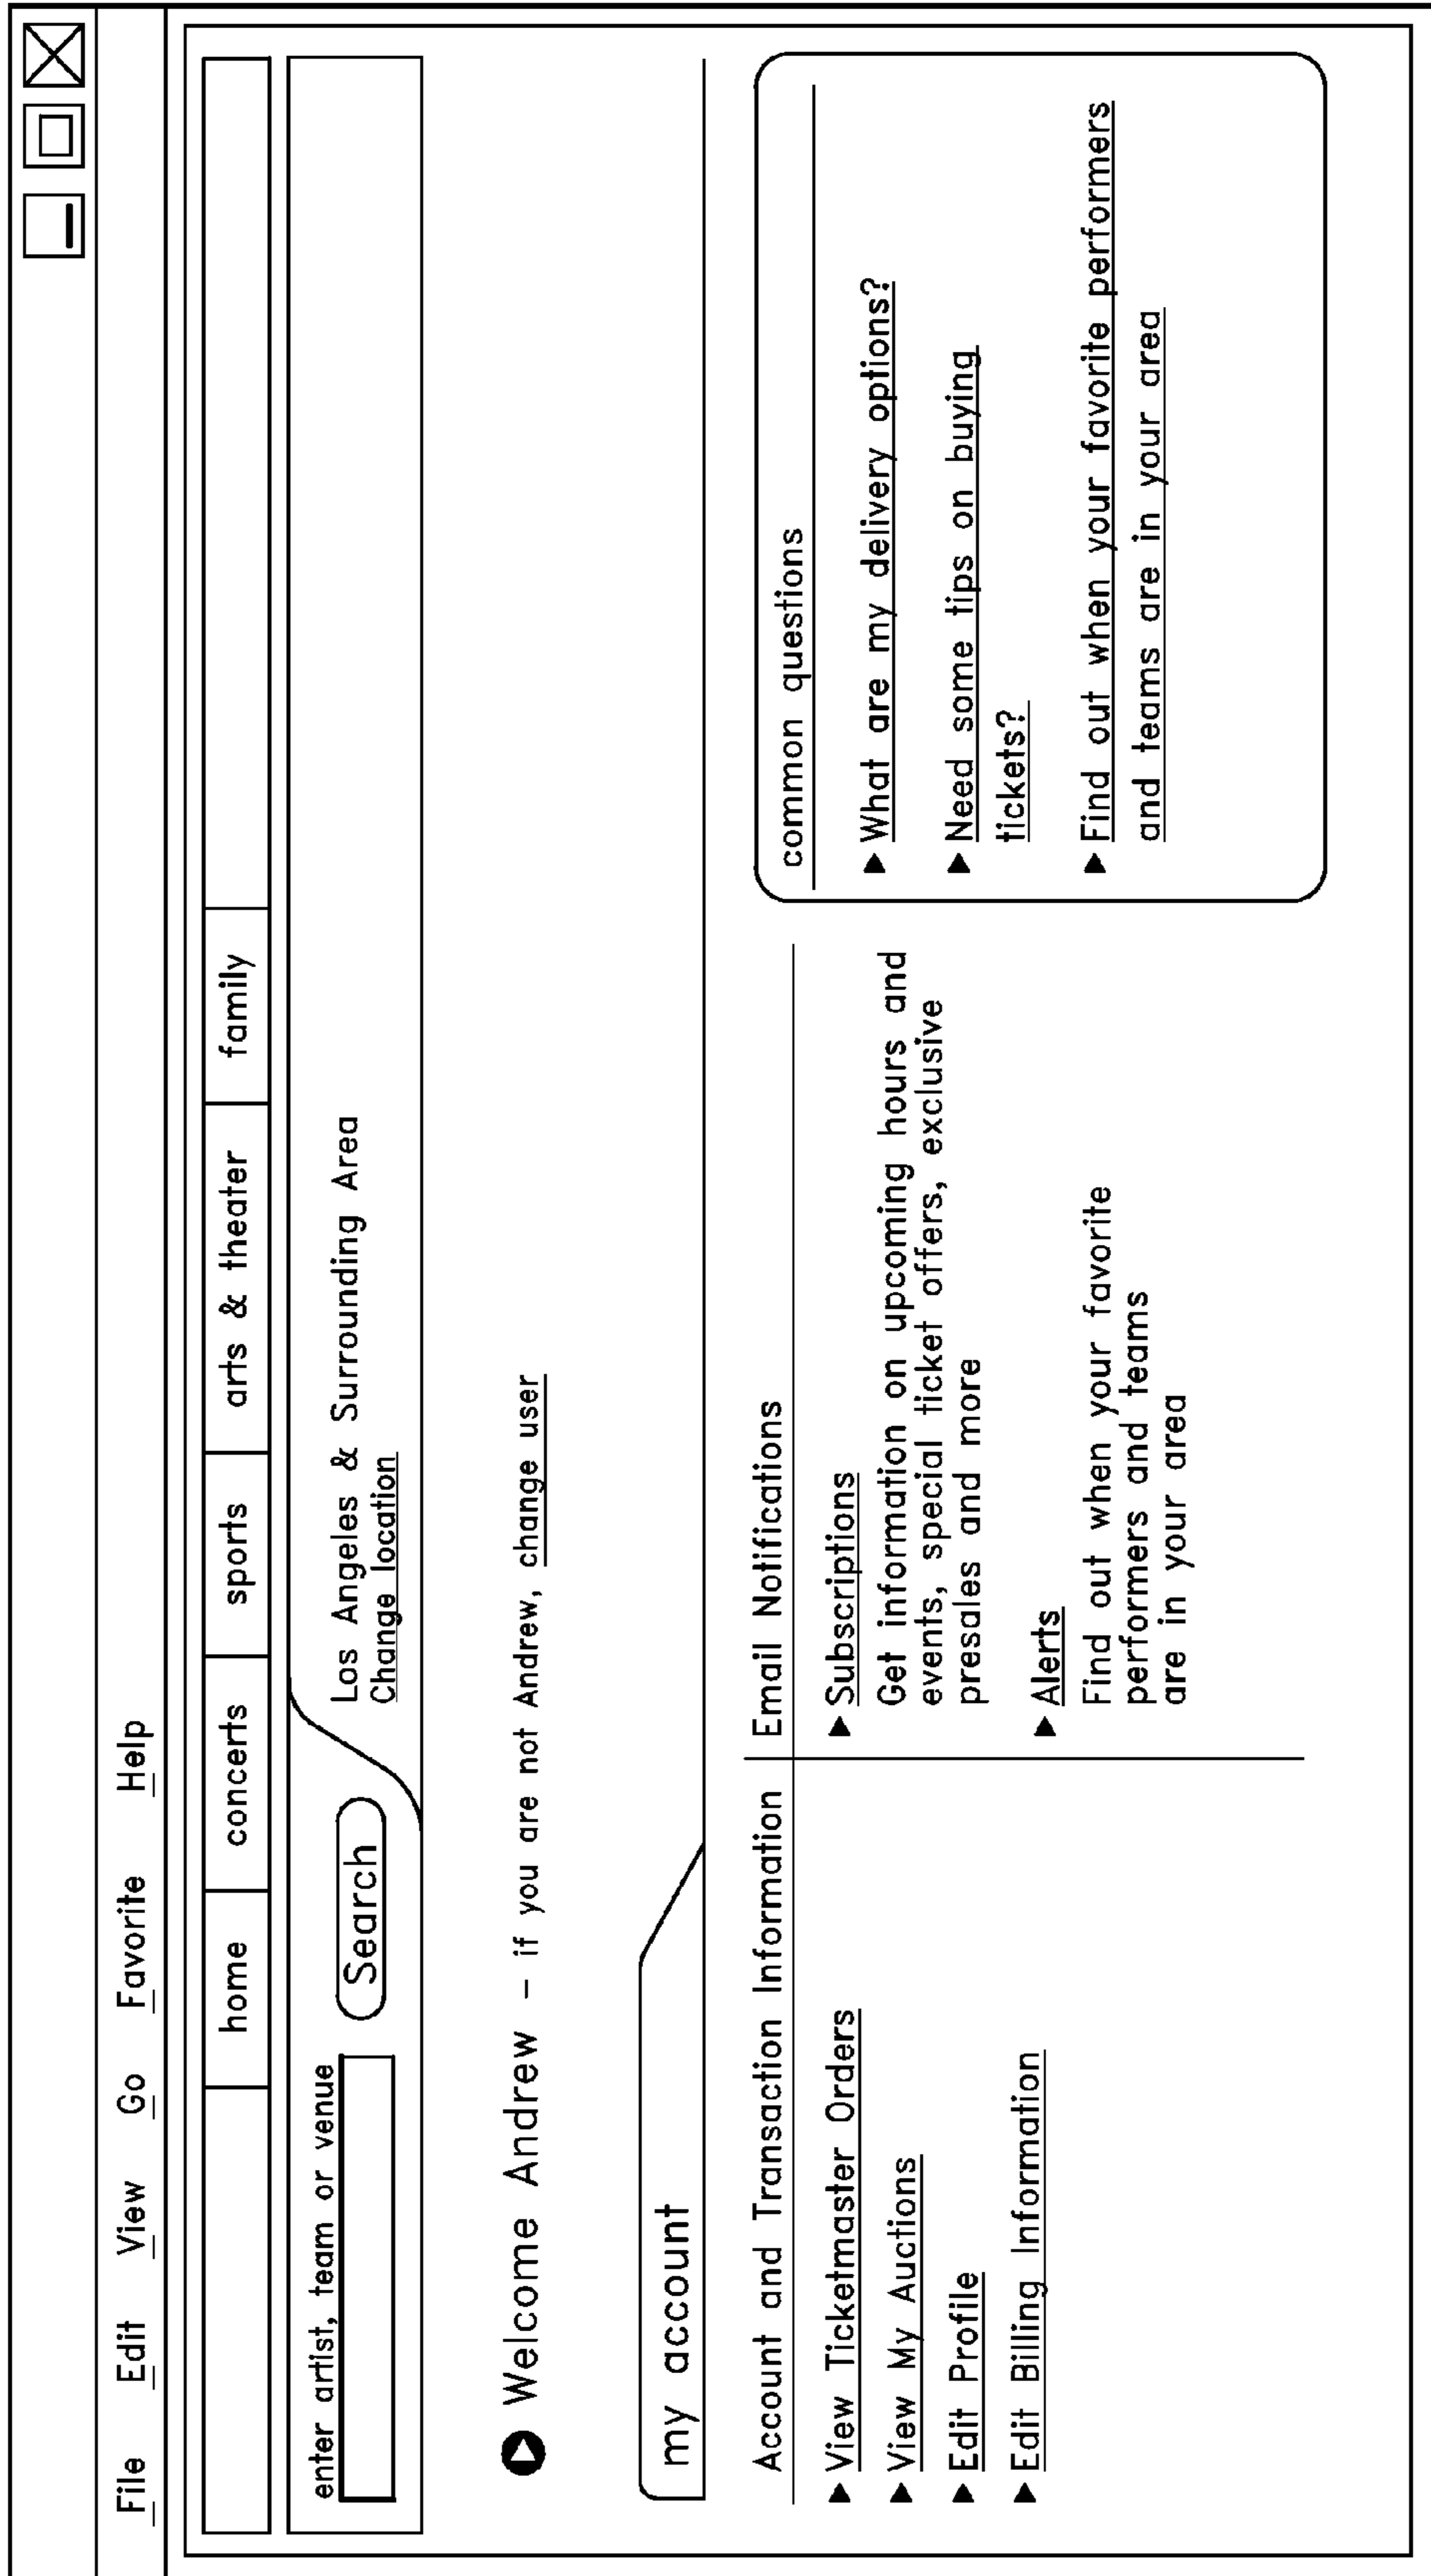 File Edit View Go Favorite Help
home concerts sports arts & theater family
enter artist, team or venue
Search
Los Angeles & Surrounding Area
Change location
Welcome Andrew – if you are not Andrew, change user
my account
Account and Transaction Information
View Ticketmaster Orders
View My Auctions
Edit Profile
Edit Billing Information
Email Notifications
Subscriptions
Get information on upcoming hours and
events, special ticket offers, exclusive
presales and more
Alerts
Find out when your favorite
performers and teams
are in your area
common questions
What are my delivery options?
Need some tips on buying
tickets?
Find out when your favorite performers
and teams are in your area